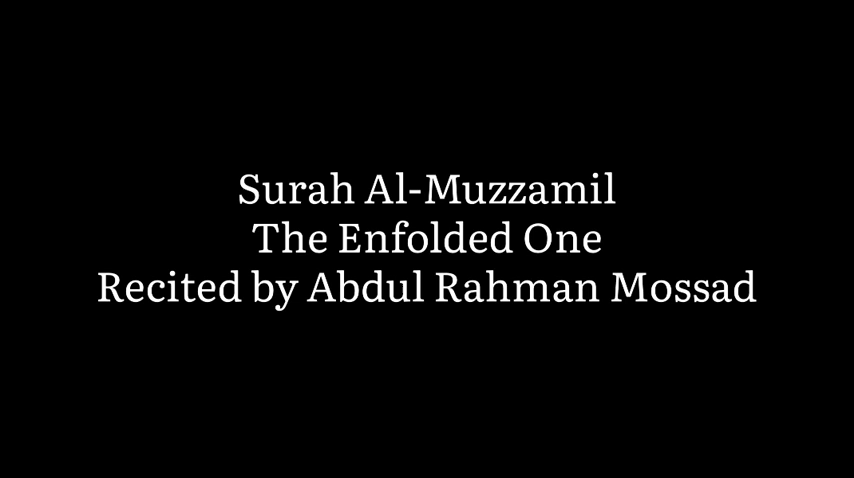 Surah Al-Muzzamil
The Enfolded One
Recited by Abdul Rahman Mossad